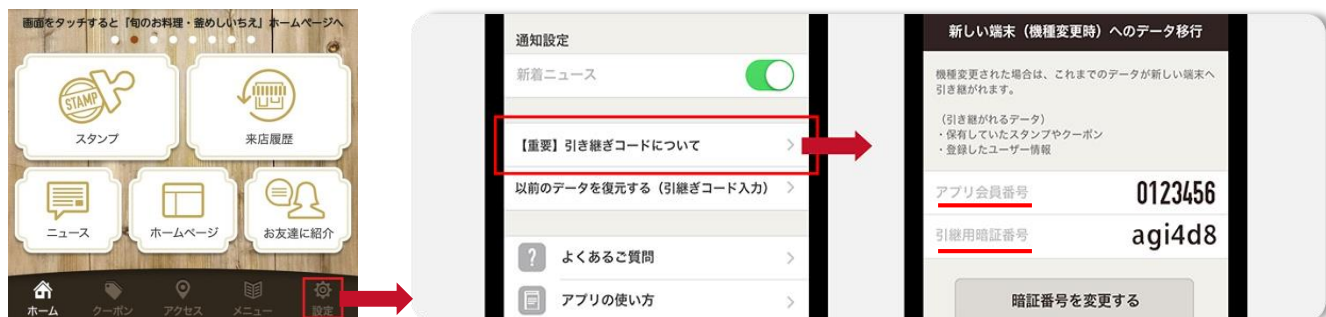 画面をタッチすると「旬のお料理・釜めしいちえ」ホームページへ
STAMP
スタンプ
来店履歴
ニュース
ホームページ
お友達に紹介
ホーム
クーポン
アクセス
メニュー
設定
通知設定
新着ニュース
【重要】引き継ぎコードについて
以前のデータを復元する（引継ぎコード入力）
?
よくあるご質問
アプリの使い方
新しい端末（機種変更時）へのデータ移行
機種変更された場合は、これまでのデータが新しい端末へ
引き継がれます。
（引き継がれるデータ）
・保有していたスタンプやクーポン
・登録したユーザー情報
アプリ会員番号 0123456
引継用暗証番号 agi4d8
暗証番号を変更する